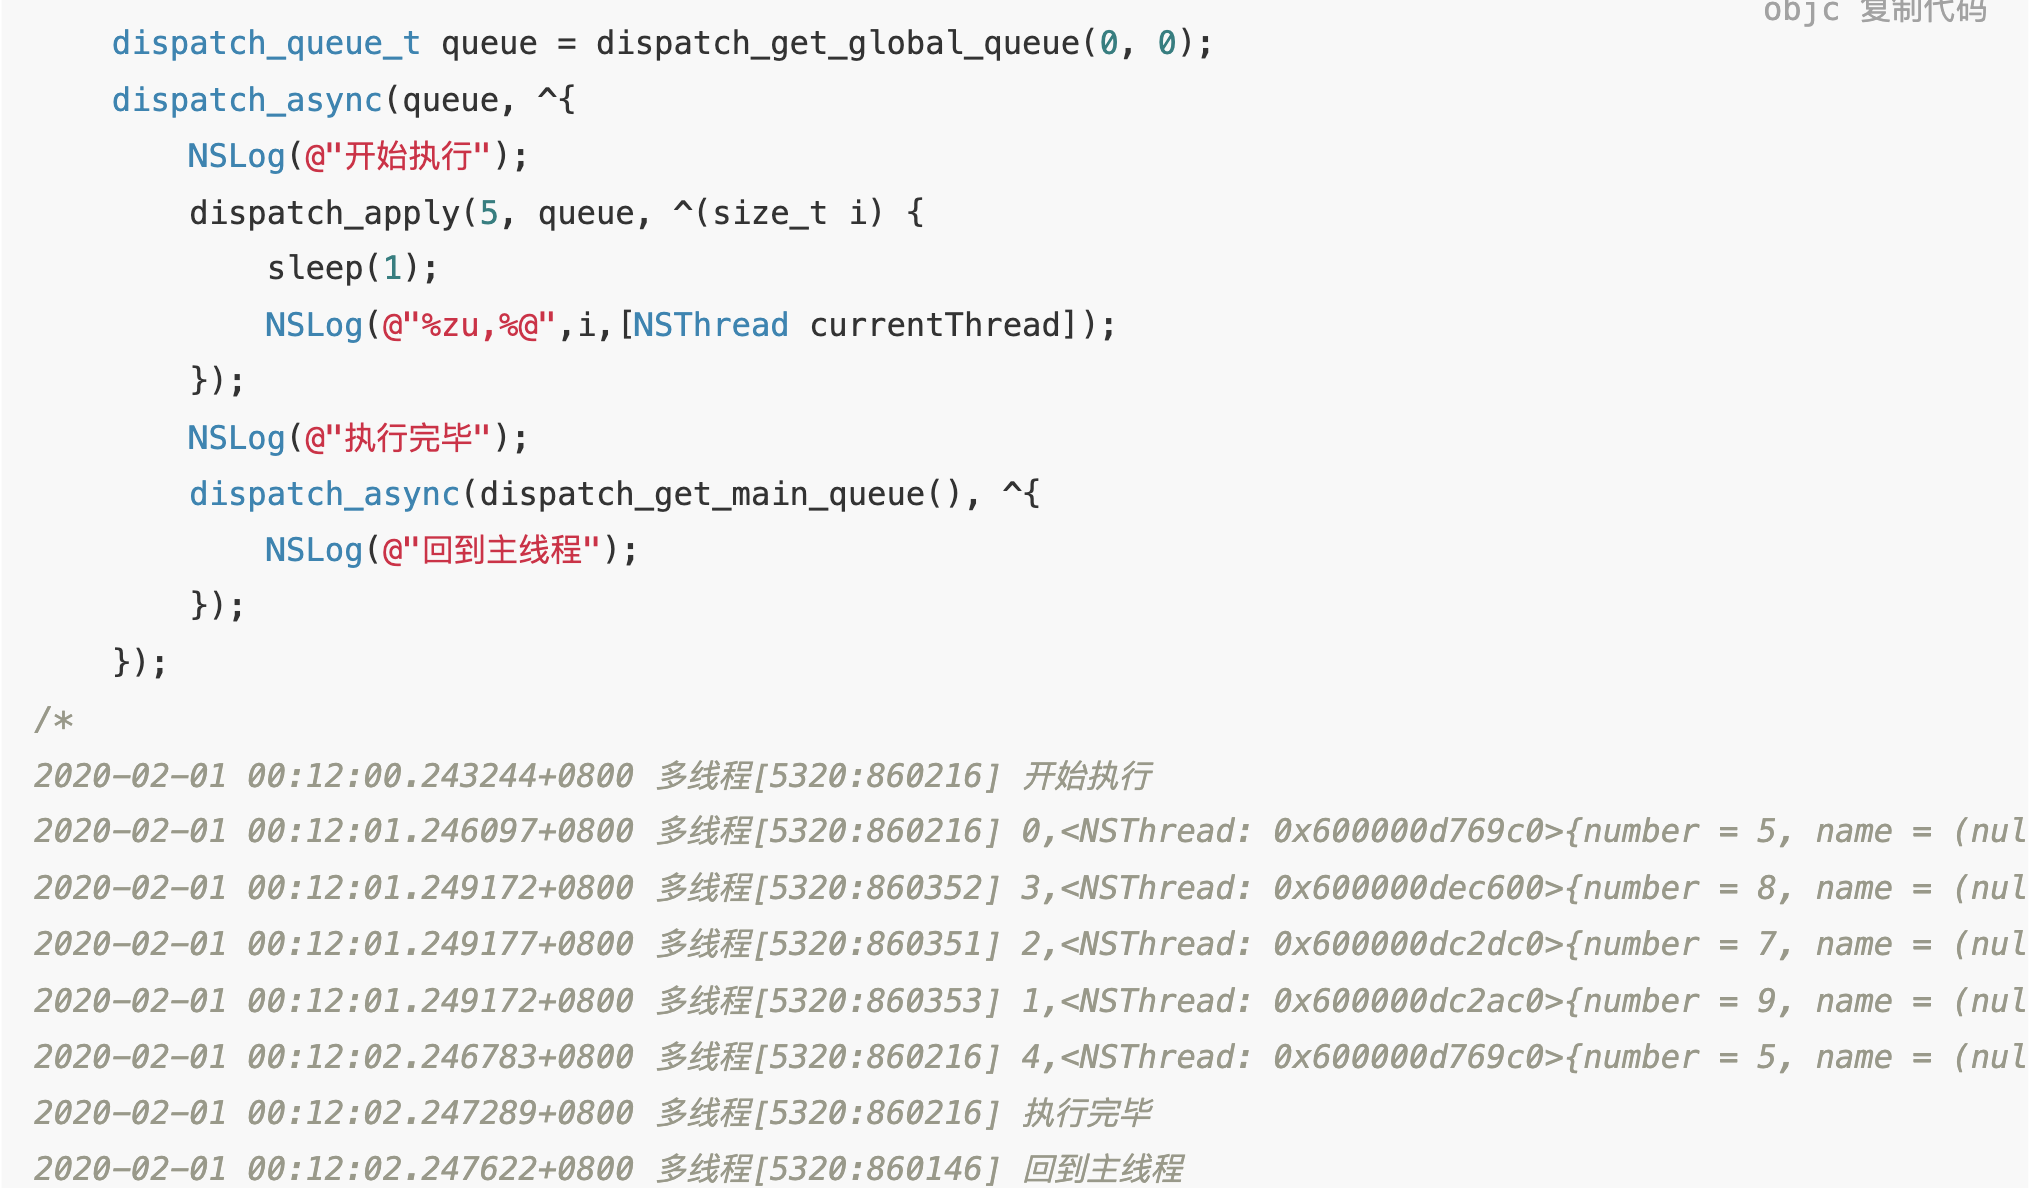 objc 复制代码
dispatch_queue_t queue = dispatch_get_global_queue(0, 0);
dispatch_async(queue, ^{
NSLog(@"开始执行");
dispatch_apply(5, queue, ^(size_t i) {
sleep(1);
NSLog(@"%zu,%@",i,[NSThread currentThread]);
});
NSLog(@"执行完毕");
dispatch_async(dispatch_get_main_queue(), ^{
NSLog(@"回到主线程");
});
});
/*
2020-02-01 00:12:00.243244+0800 多线程[5320:860216] 开始执行
2020-02-01 00:12:01.246097+0800 多线程[5320:860216] 0,<NSThread: 0x600000d769c0>{number = 5, name = (nul
2020-02-01 00:12:01.249172+0800 多线程[5320:860352] 3,<NSThread: 0x600000dec600>{number = 8, name = (nul
2020-02-01 00:12:01.249177+0800 多线程[5320:860351] 2,<NSThread: 0x600000dc2dc0>{number = 7, name = (nul
2020-02-01 00:12:01.249172+0800 多线程[5320:860353] 1,<NSThread: 0x600000dc2ac0>{number = 9, name = (nul
2020-02-01 00:12:02.246783+0800 多线程[5320:860216] 4,<NSThread: 0x600000d769c0>{number = 5, name = (nul
2020-02-01 00:12:02.247289+0800 多线程[5320:860216] 执行完毕
2020-02-01 00:12:02.247622+0800 多线程[5320:860146] 回到主线程